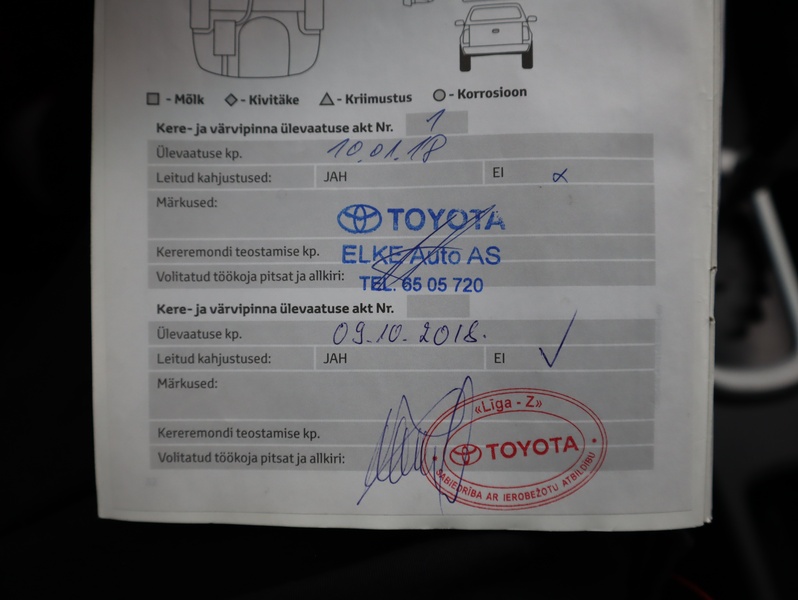 - Mõlk - Kivitäke - Kriimustus - Korrosioon
Kere- ja värvipinna ülevaatuse akt Nr. 1
Ülevaatuse kp. 10.01.18
Leitud kahjustused: JAH EI
Märkused:
TOYOTA
Kereremondi teostamise kp.
ELKE Auto AS
Volitatud töökoja pitsat ja allkiri:
TEL. 65 05 720
Kere- ja värvipinna ülevaatuse akt Nr.
Ülevaatuse kp. 09.10.2018.
Leitud kahjustused: JAH EI
Märkused:
«Līga - Z»
Kereremondi teostamise kp.
TOYOTA
Volitatud töökoja pitsat ja allkiri:
SABIEDRĪBA AR IEROBEŽOTU ATBILDĪBU